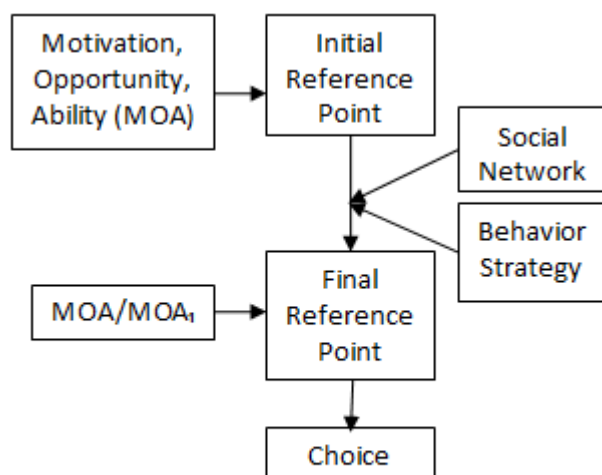 Motivation,
Opportunity,
Ability (MOA)
Initial
Reference
Point
Social
Network
Behavior
Strategy
MOA/MOA₁
Final
Reference
Point
Choice